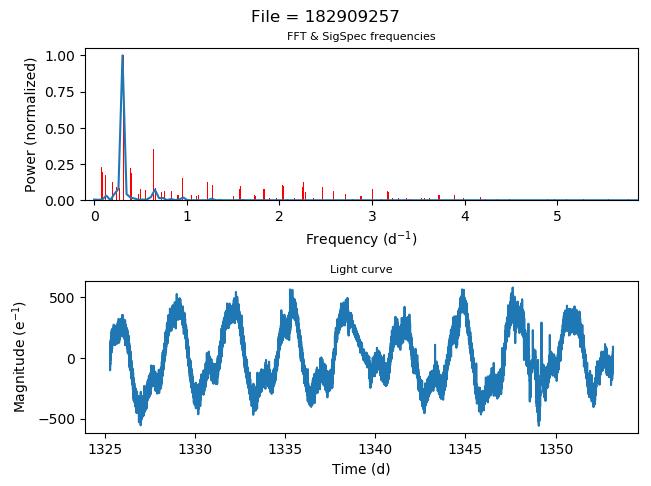 File = 182909257
FFT & SigSpec frequencies
Power (normalized)
1.00
0.75
0.50
0.25
0.00
0 1 2 3 4 5
Frequency (d⁻¹)
Light curve
Magnitude (e⁻¹)
500
0
−500
1325 1330 1335 1340 1345 1350
Time (d)